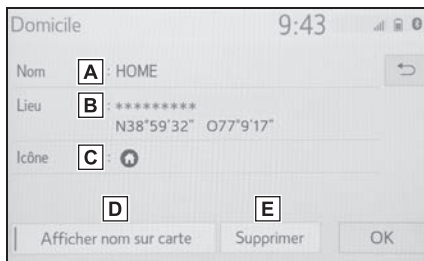 Domicile 9:43
Nom A : HOME
Lieu B : *********
N38°59'32" O77°9'17"
Icône C :
D E
Afficher nom sur carte Supprimer OK